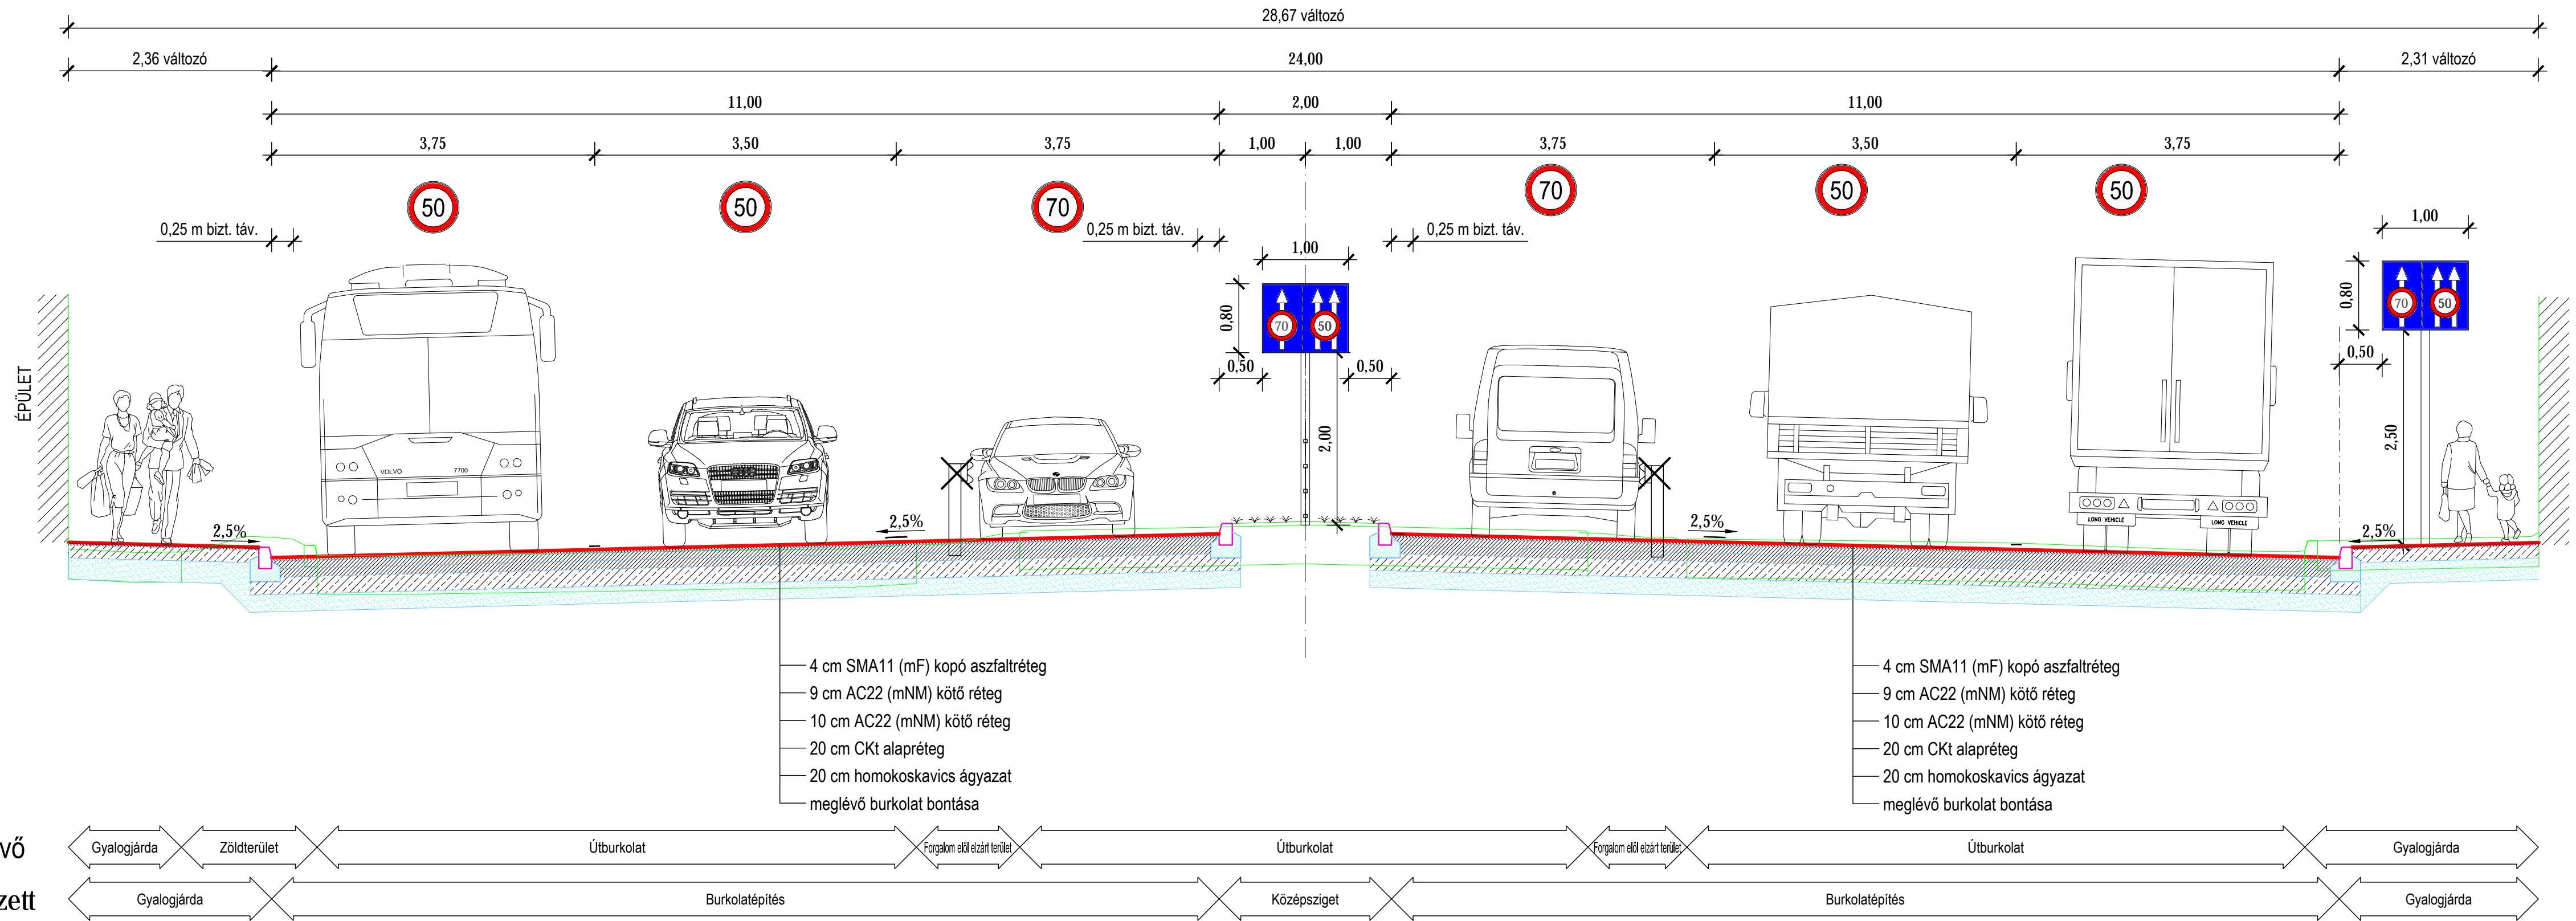 28,67 változó
2,36 változó
24,00
2,31 változó
11,00
2,00
11,00
3,75
3,50
3,75
1,00
1,00
3,75
3,50
3,75
50
50
70
70
50
50
0,25 m bizt. táv.
0,25 m bizt. táv.
0,25 m bizt. táv.
1,00
1,00
0,80
70
50
0,80
70
50
0,50
0,50
0,50
ÉPÜLET
2,00
2,50
VOLVO
7700
LONG VEHICLE
LONG VEHICLE
2,5%
2,5%
2,5%
2,5%
4 cm SMA11 (mF) kopó aszfaltréteg
9 cm AC22 (mNM) kötő réteg
10 cm AC22 (mNM) kötő réteg
20 cm CKt alapréteg
20 cm homokoskavics ágyazat
meglévő burkolat bontása
4 cm SMA11 (mF) kopó aszfaltréteg
9 cm AC22 (mNM) kötő réteg
10 cm AC22 (mNM) kötő réteg
20 cm CKt alapréteg
20 cm homokoskavics ágyazat
meglévő burkolat bontása
vő
Gyalogjárda
Zöldterület
Útburkolat
Forgalom elől elzárt terület
Útburkolat
Forgalom elől elzárt terület
Útburkolat
Gyalogjárda
zett
Gyalogjárda
Burkolatépítés
Középsziget
Burkolatépítés
Gyalogjárda